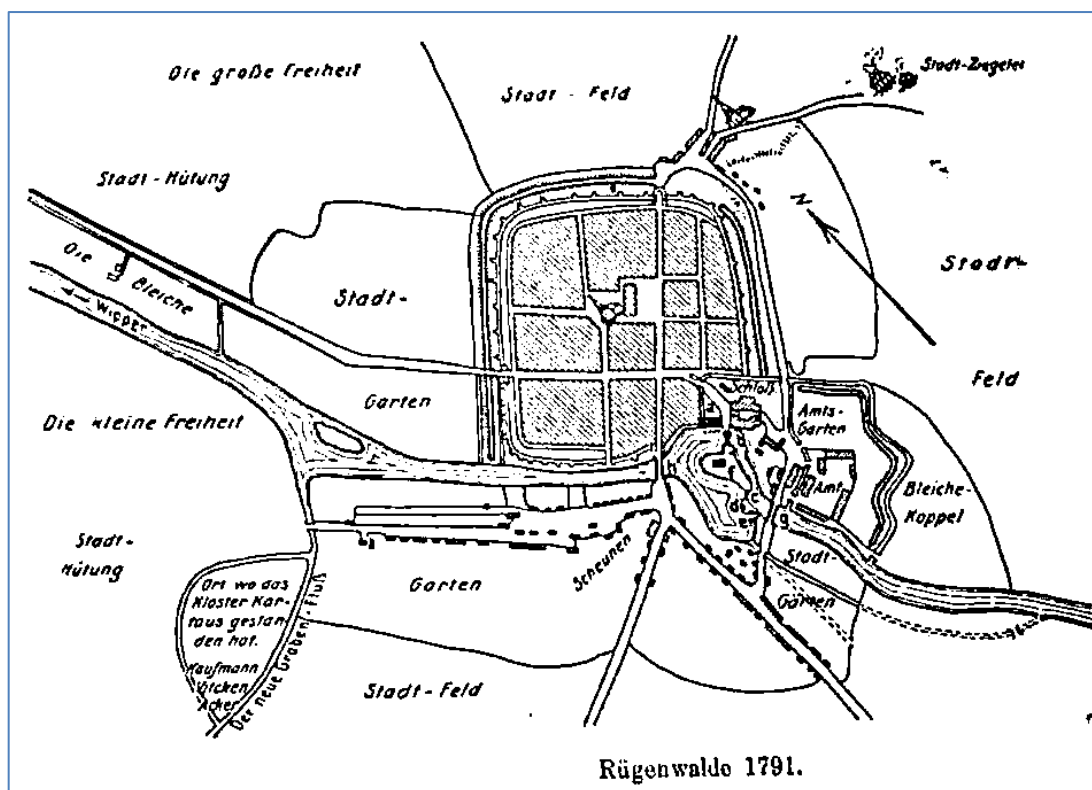 Die große Freiheit
Stadt - Feld
Stadt-Ziegelei
Stadt-Hütung
Die Bleiche
Wipper
Stadt-
Garten
N
Stadt-
Feld
Die kleine Freiheit
Schloß
Amts-
Garten
Amt
Bleiche-
Koppel
d
c
e
g
Stadt-
Gärten
Stadt-
Hütung
Garten
Scheunen
Ort wo das
Kloster Kar-
taus gestan-
den hat.
Kaufmann
Acker
Der neue Graben-Fluß
Stadt-Feld
Rügenwalde 1791.